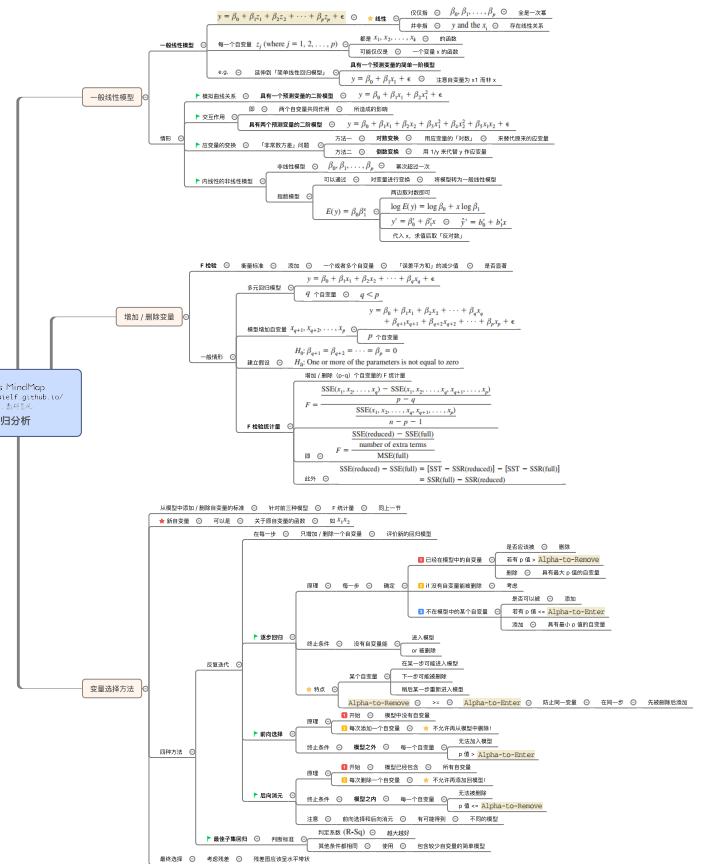 s MindMap
ielf.github.io/
归分析
一般线性模型
一般线性模型
y = β₀ + β₁z₁ + β₂z₂ + ··· + βₚzₚ + ϵ
线性
仅仅指 β₀, β₁, . . . , βₚ 全是一次幂
并非指 y and the xᵢ 存在线性关系
每一个自变量 zⱼ (where j = 1, 2, . . . , p)
都是 x₁, x₂, . . . , xₖ 的函数
可能仅仅是 一个变量 x 的函数
e.g. 延伸到「简单线性回归模型」
具有一个预测变量的简单一阶模型
y = β₀ + β₁x₁ + ϵ 注意自变量为 x1 而非 x
情形
模拟曲线关系 具有一个预测变量的二阶模型 y = β₀ + β₁x₁ + β₂x₁² + ϵ
交互作用
即 两个自变量共同作用 所造成的影响
具有两个预测变量的二阶模型 y = β₀ + β₁x₁ + β₂x₂ + β₃x₁² + β₄x₂² + β₅x₁x₂ + ϵ
应变量的变换 「非常数方差」问题
方法一 对数变换 用应变量的「对数」 来替代原来的应变量
方法二 倒数变换 用 1/y 来代替 y 作应变量
内线性的非线性模型
非线性模型 β₀, β₁, . . . , βₚ 幂次超过一次
指数模型
可以通过 对变量进行变换 将模型转为一般线性模型
E(y) = β₀β₁ˣ
两边取对数即可
log E(y) = log β₀ + x log β₁
y′ = β₀′ + β₁′x ŷ′ = b₀′ + b₁′x
代入 x，求值后取「反对数」
增加 / 删除变量
F 检验 衡量标准 添加 一个或者多个自变量 「误差平方和」的减少值 是否显著
一般情形
多元回归模型
y = β₀ + β₁x₁ + β₂x₂ + ··· + β_q x_q + ϵ
q 个自变量 q < p
模型增加自变量 x_{q+1}, x_{q+2}, . . . , xₚ
y = β₀ + β₁x₁ + β₂x₂ + ··· + β_q x_q
+ β_{q+1}x_{q+1} + β_{q+2}x_{q+2} + ··· + βₚxₚ + ϵ
p 个自变量
建立假设
H₀: β_{q+1} = β_{q+2} = ··· = βₚ = 0
Hₐ: One or more of the parameters is not equal to zero
F 检验统计量
增加 / 删除（p-q）个自变量的 F 统计量
SSE(x₁, x₂, . . . , x_q) − SSE(x₁, x₂, . . . , x_q, x_{q+1}, . . . , xₚ)
p − q
F =
SSE(x₁, x₂, . . . , x_q, x_{q+1}, . . . , xₚ)
n − p − 1
即
SSE(reduced) − SSE(full)
number of extra terms
F =
MSE(full)
此外
SSE(reduced) − SSE(full) = [SST − SSR(reduced)] − [SST − SSR(full)]
= SSR(full) − SSR(reduced)
变量选择方法
从模型中添加 / 删除自变量的标准 针对前三种模型 F 统计量 同上一节
新自变量 可以是 关于原自变量的函数 如 x₁x₂
四种方法
反复迭代
在每一步 只增加 / 删除一个自变量 评价新的回归模型
逐步回归
原理 每一步 确定
1 已经在模型中的自变量
是否应该被 删除
若有 p 值 > Alpha-to-Remove
删除 具有最大 p 值的自变量
2 if 没有自变量能被删除 考虑
3 不在模型中的某个自变量
是否可以被 添加
若有 p 值 <= Alpha-to-Enter
添加 具有最小 p 值的自变量
终止条件 没有自变量能
进入模型
or 被删除
特点
某个自变量
在某一步可能进入模型
下一步可能被删除
稍后某一步重新进入模型
Alpha-to-Remove >= Alpha-to-Enter 防止同一变量 在同一步 先被删除后添加
前向选择
原理
1 开始 模型中没有自变量
2 每次添加一个自变量 不允许再从模型中删除!
终止条件 模型之外 每一个自变量
无法加入模型
p 值 > Alpha-to-Enter
后向消元
原理
1 开始 模型已经包含 所有自变量
2 每次删除一个自变量 不允许再添加回模型!
终止条件 模型之内 每一个自变量
无法被删除
p 值 <= Alpha-to-Remove
注意 前向选择和后向消元 有可能得到 不同的模型
最佳子集回归 判断标准
判定系数 (R-Sq) 越大越好
其他条件都相同 使用 包含较少自变量的简单模型
最终选择 考虑残差 残差图应该呈水平带状